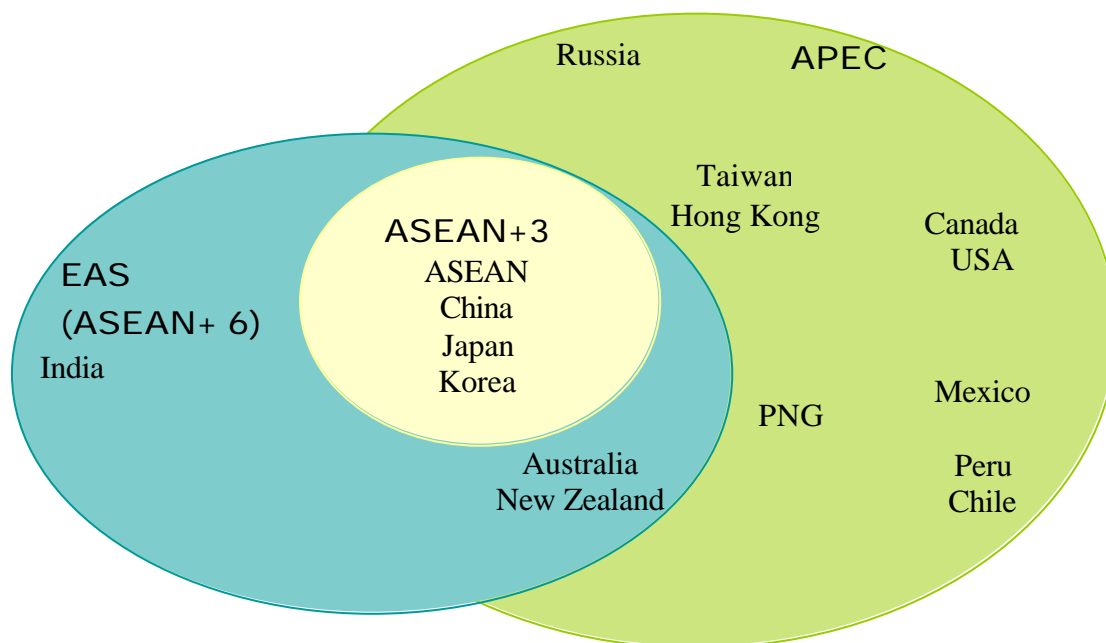 Russia
APEC
Taiwan
Hong Kong
Canada
USA
ASEAN+3
ASEAN
China
Japan
Korea
EAS
(ASEAN+ 6)
India
Mexico
PNG
Australia
New Zealand
Peru
Chile